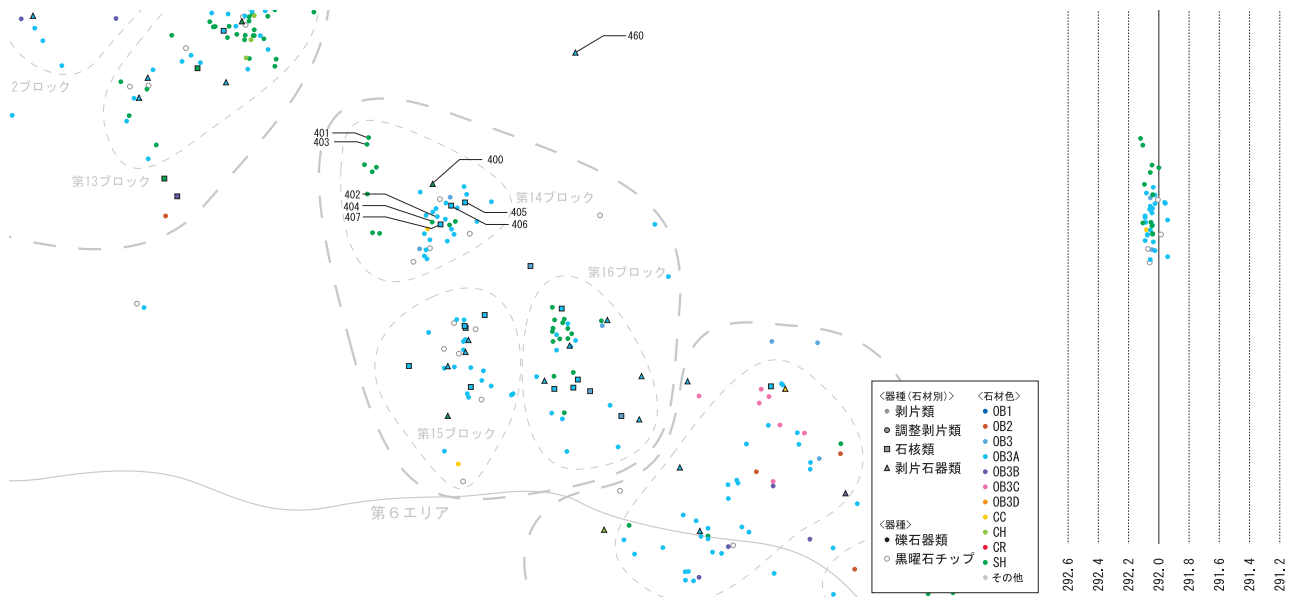 460
2ブロック
401
403
400
第13ブロック
402
第14ブロック
404
405
407
406
第16ブロック
第15ブロック
第6エリア
<器種(石材別)>
剥片類
調整剥片類
石核類
剥片石器類
<器種>
礫石器類
黒曜石チップ
<石材色>
OB1
OB2
OB3
OB3A
OB3B
OB3C
OB3D
CC
CH
CR
SH
その他
292.6
292.4
292.2
292.0
291.8
291.6
291.4
291.2